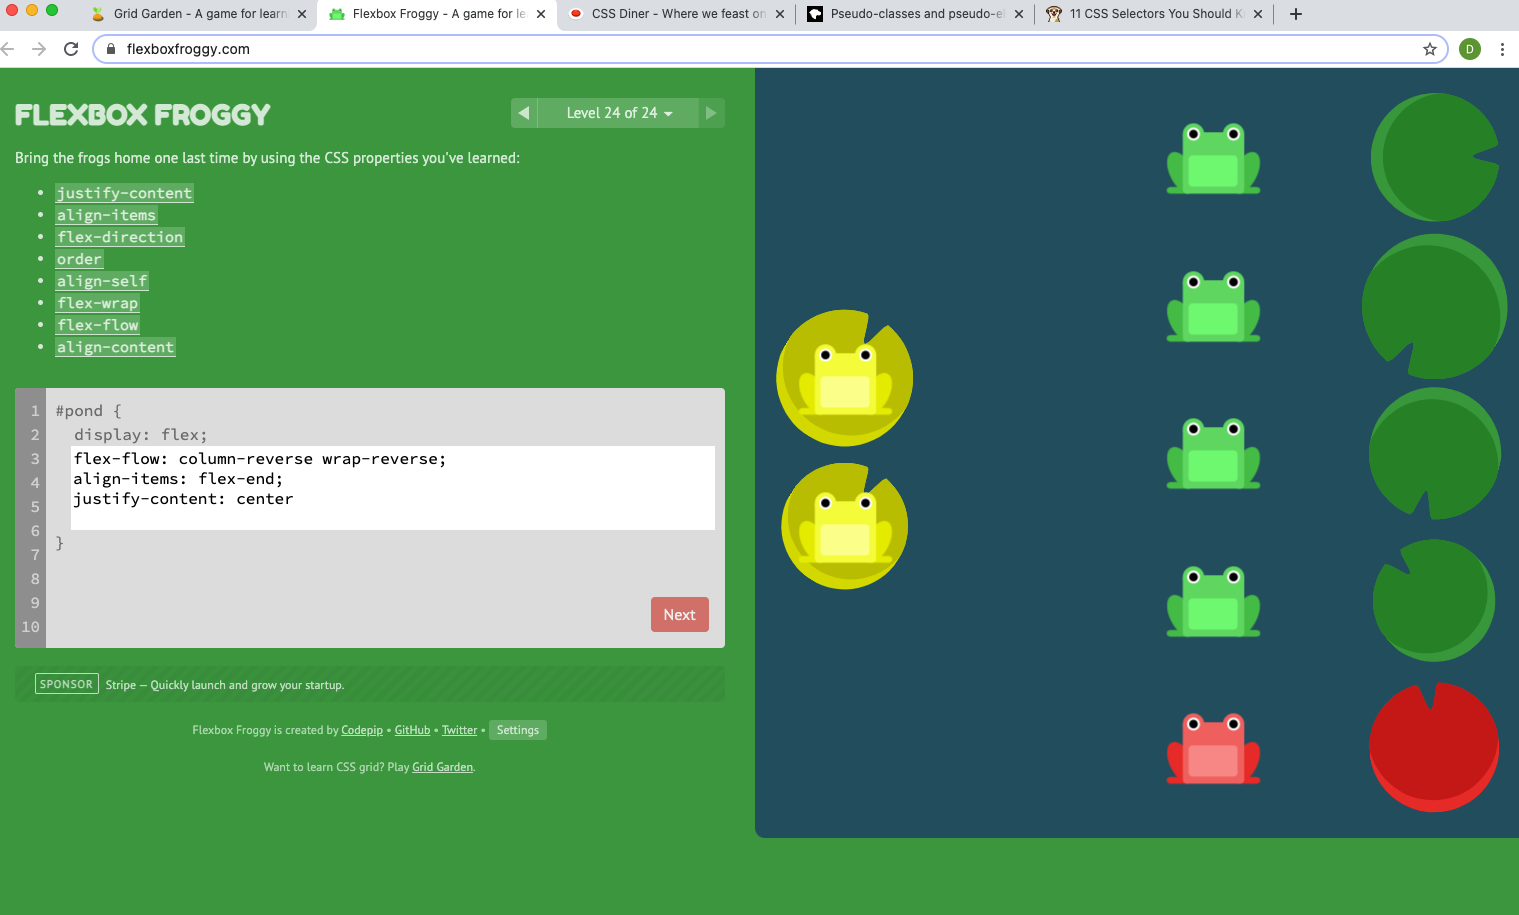 Grid Garden - A game for learn
Flexbox Froggy - A game for le
CSS Diner - Where we feast on
Pseudo-classes and pseudo-el
11 CSS Selectors You Should K
flexboxfroggy.com
D
FLEXBOX FROGGY
Level 24 of 24
Bring the frogs home one last time by using the CSS properties you've learned:
• justify-content
• align-items
• flex-direction
• order
• align-self
• flex-wrap
• flex-flow
• align-content
1 #pond {
2 display: flex;
3 flex-flow: column-reverse wrap-reverse;
4 align-items: flex-end;
5 justify-content: center
6
7 }
8
9
10
Next
SPONSOR Stripe — Quickly launch and grow your startup.
Flexbox Froggy is created by Codepip • GitHub • Twitter • Settings
Want to learn CSS grid? Play Grid Garden.